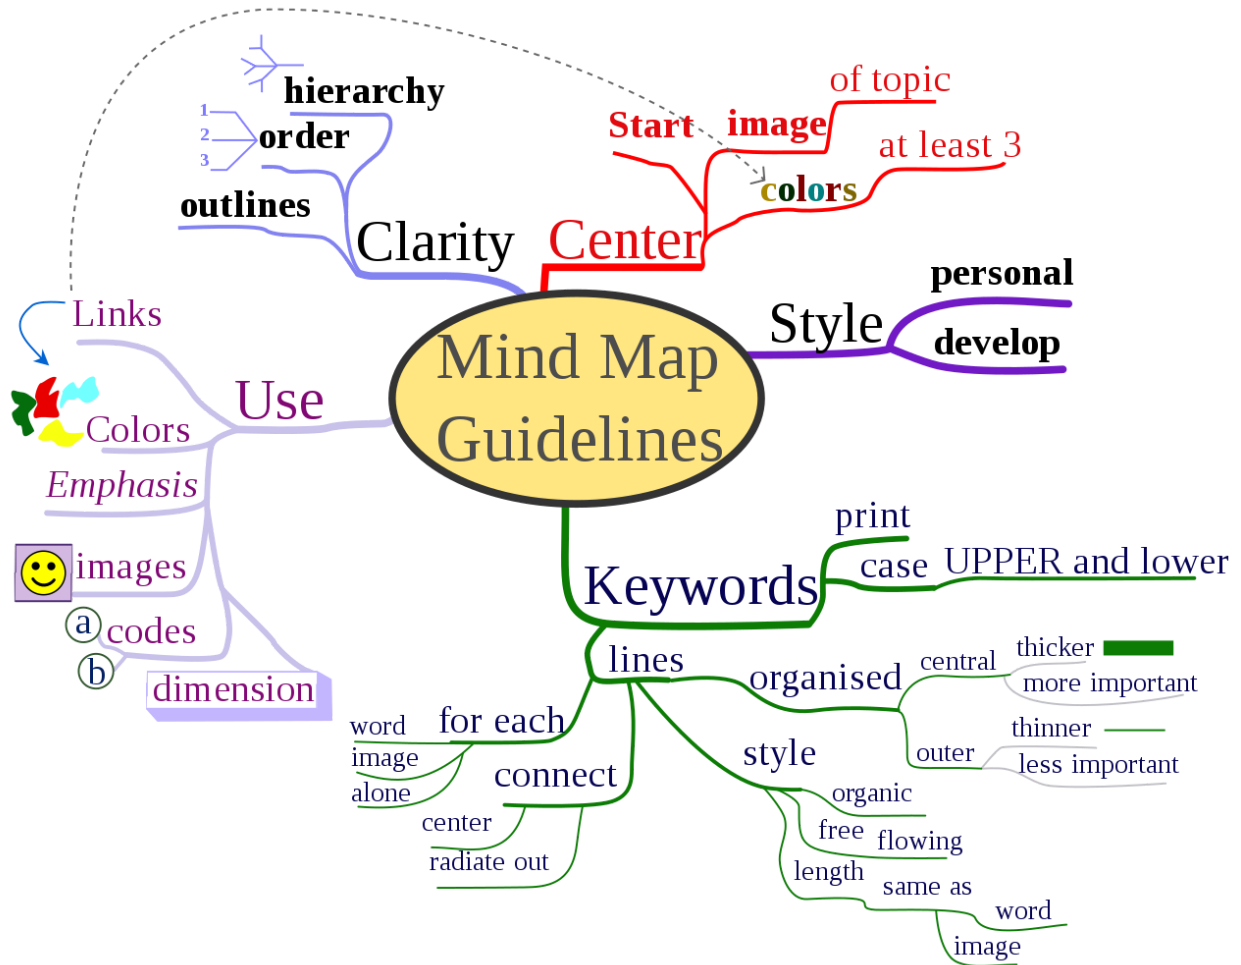 Mind Map
Guidelines
Clarity
hierarchy
order
1
2
3
outlines
Center
Start
image
of topic
colors
at least 3
Style
personal
develop
Use
Links
Colors
Emphasis
images
codes
a
b
dimension
Keywords
print
case
UPPER and lower
lines
organised
central
thicker
more important
outer
thinner
less important
style
organic
free flowing
length
same as
word
image
connect
center
radiate out
for each
word
image
alone